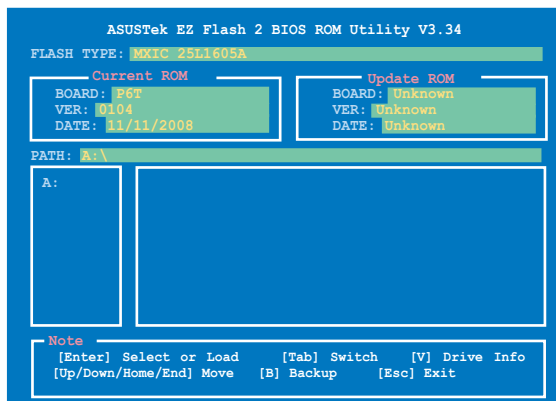 ASUSTek EZ Flash 2 BIOS ROM Utility V3.34
FLASH TYPE: MXIC 25L1605A
Current ROM
BOARD: P6T
VER: 0104
DATE: 11/11/2008
Update ROM
BOARD: Unknown
VER: Unknown
DATE: Unknown
PATH: A:\
A:
Note
[Enter] Select or Load [Tab] Switch [V] Drive Info
[Up/Down/Home/End] Move [B] Backup [Esc] Exit